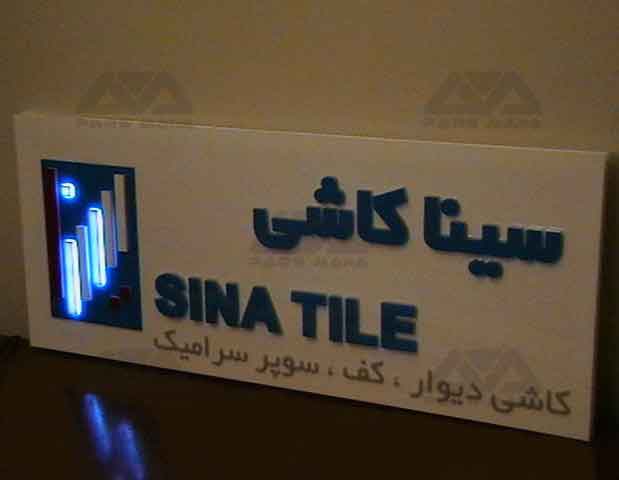 سینا کاشی
SINA TILE
کاشی دیوار ، کف ، سوپر سرامیک